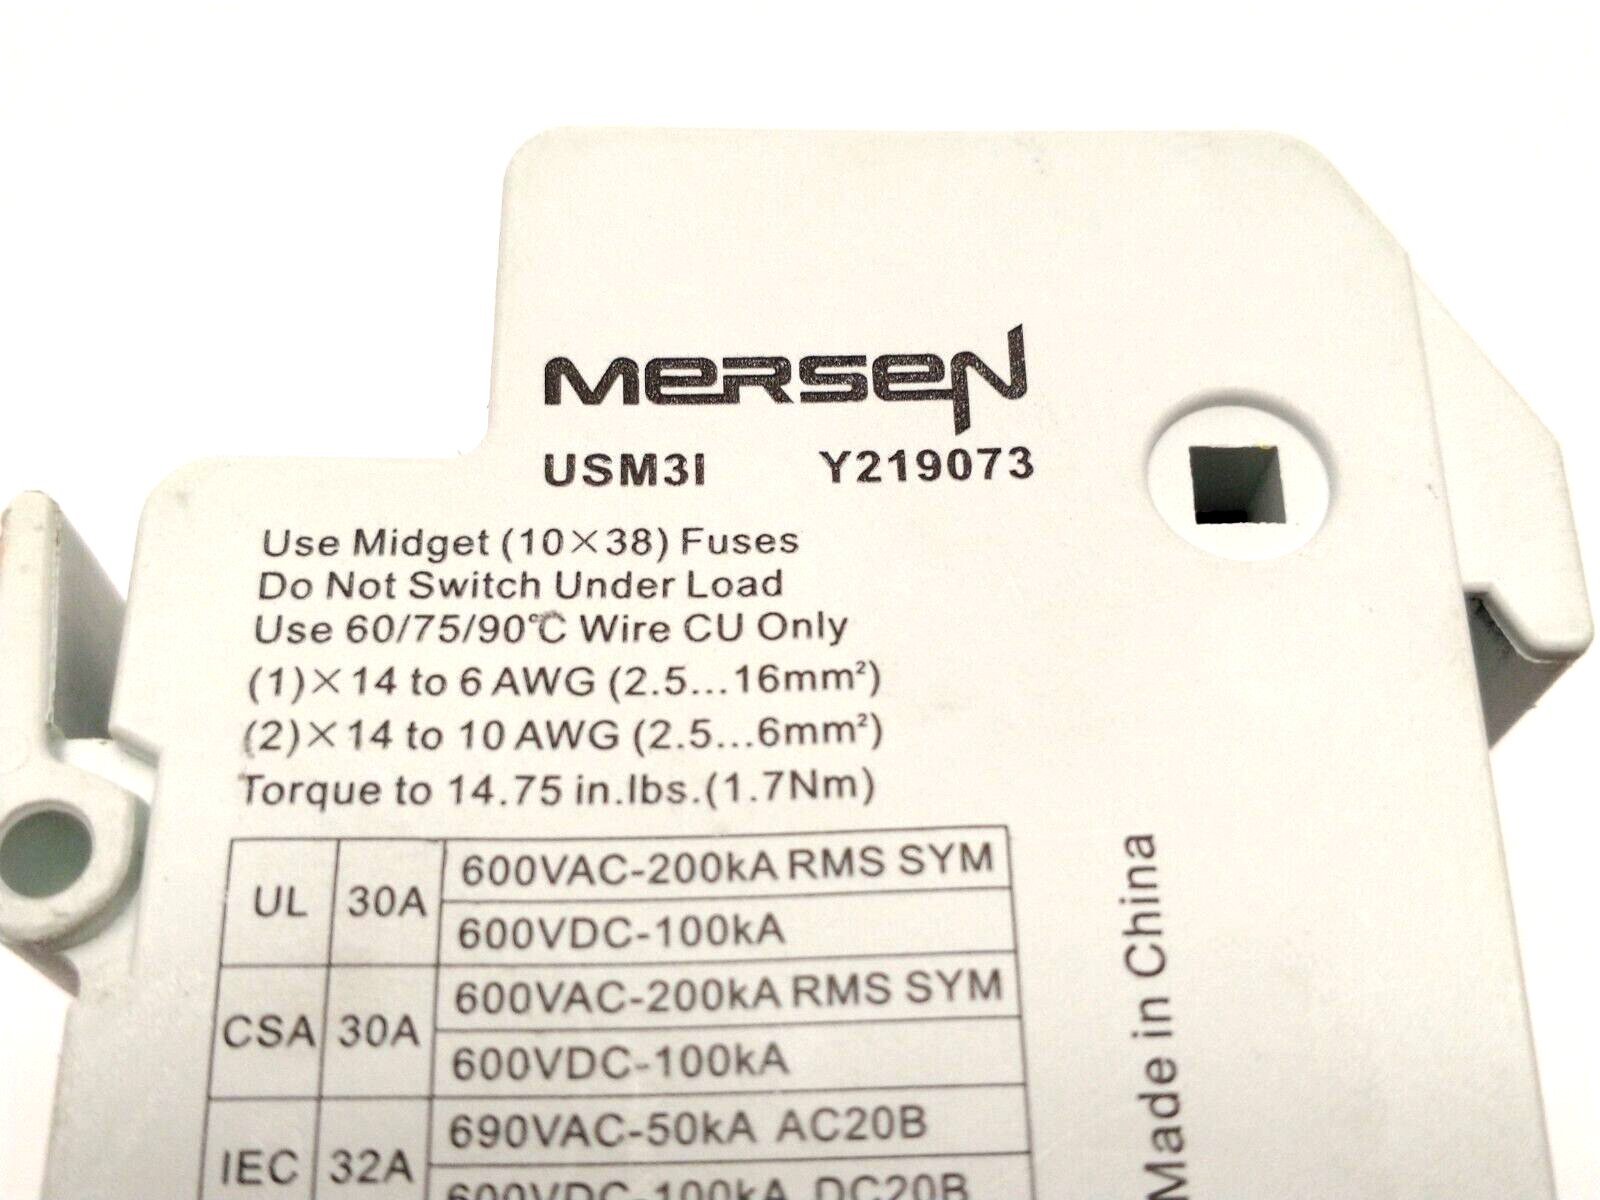 MERSEN
USM3I Y219073
Use Midget (10×38) Fuses
Do Not Switch Under Load
Use 60/75/90℃ Wire CU Only
(1)×14 to 6 AWG (2.5...16mm²)
(2)×14 to 10 AWG (2.5...6mm²)
Torque to 14.75 in.lbs.(1.7Nm)
UL 30A 600VAC-200kA RMS SYM
600VDC-100kA
CSA 30A 600VAC-200kA RMS SYM
600VDC-100kA
IEC 32A 690VAC-50kA AC20B
600VDC-100kA DC20B
Made in China